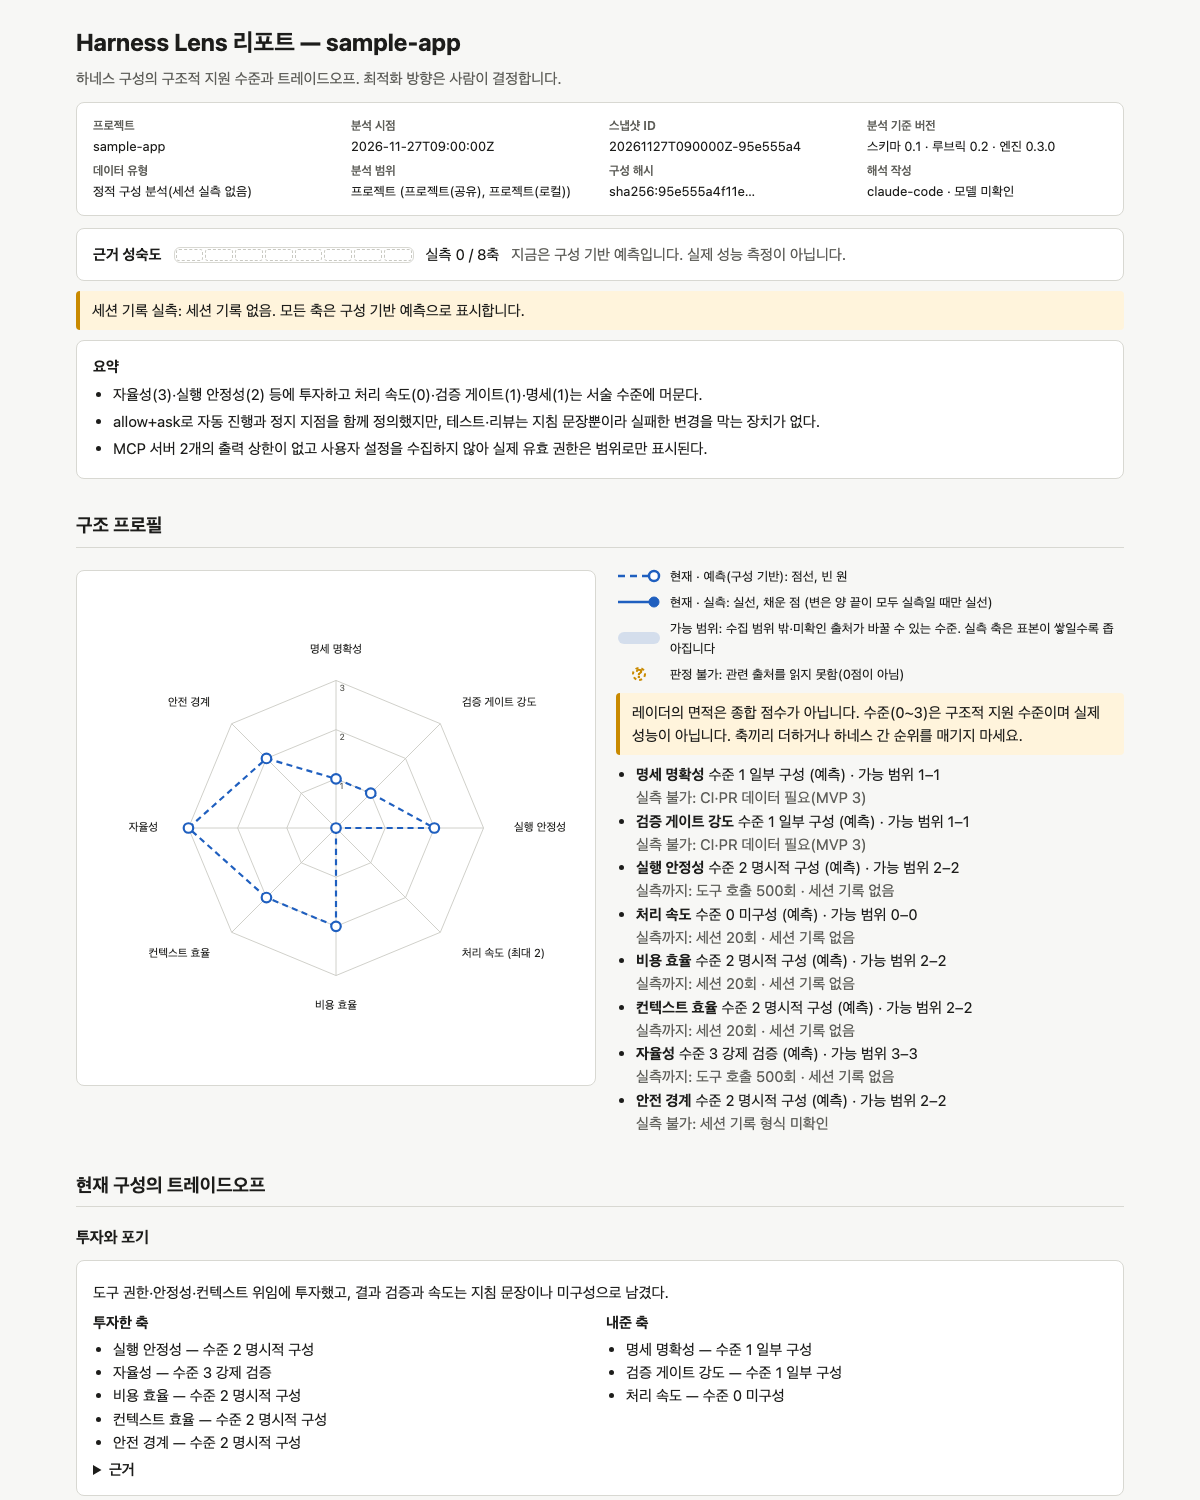 Harness Lens 리포트 — sample-app
하네스 구성의 구조적 지원 수준과 트레이드오프. 최적화 방향은 사람이 결정합니다.
프로젝트
sample-app
분석 시점
2026-11-27T09:00:00Z
스냅샷 ID
20261127T090000Z-95e555a4
분석 기준 버전
스키마 0.1 · 루브릭 0.2 · 엔진 0.3.0
데이터 유형
정적 구성 분석(세션 실측 없음)
분석 범위
프로젝트 (프로젝트(공유), 프로젝트(로컬))
구성 해시
sha256:95e555a4f11e…
해석 작성
claude-code · 모델 미확인
근거 성숙도 실측 0 / 8축 지금은 구성 기반 예측입니다. 실제 성능 측정이 아닙니다.
세션 기록 실측: 세션 기록 없음. 모든 축은 구성 기반 예측으로 표시합니다.
요약
• 자율성(3)·실행 안정성(2) 등에 투자하고 처리 속도(0)·검증 게이트(1)·명세(1)는 서술 수준에 머문다.
• allow+ask로 자동 진행과 정지 지점을 함께 정의했지만, 테스트·리뷰는 지침 문장뿐이라 실패한 변경을 막는 장치가 없다.
• MCP 서버 2개의 출력 상한이 없고 사용자 설정을 수집하지 않아 실제 유효 권한은 범위로만 표시된다.
구조 프로필
명세 명확성
검증 게이트 강도
실행 안정성
처리 속도 (최대 2)
비용 효율
컨텍스트 효율
자율성
안전 경계
3
2
1
현재 · 예측(구성 기반): 점선, 빈 원
현재 · 실측: 실선, 채운 점 (변은 양 끝이 모두 실측일 때만 실선)
가능 범위: 수집 범위 밖·미확인 출처가 바꿀 수 있는 수준. 실측 축은 표본이 쌓일수록 좁
아집니다
?
판정 불가: 관련 출처를 읽지 못함(0점이 아님)
레이더의 면적은 종합 점수가 아닙니다. 수준(0~3)은 구조적 지원 수준이며 실제
성능이 아닙니다. 축끼리 더하거나 하네스 간 순위를 매기지 마세요.
• 명세 명확성 수준 1 일부 구성 (예측) · 가능 범위 1–1
실측 불가: CI·PR 데이터 필요(MVP 3)
• 검증 게이트 강도 수준 1 일부 구성 (예측) · 가능 범위 1–1
실측 불가: CI·PR 데이터 필요(MVP 3)
• 실행 안정성 수준 2 명시적 구성 (예측) · 가능 범위 2–2
실측까지: 도구 호출 500회 · 세션 기록 없음
• 처리 속도 수준 0 미구성 (예측) · 가능 범위 0–0
실측까지: 세션 20회 · 세션 기록 없음
• 비용 효율 수준 2 명시적 구성 (예측) · 가능 범위 2–2
실측까지: 세션 20회 · 세션 기록 없음
• 컨텍스트 효율 수준 2 명시적 구성 (예측) · 가능 범위 2–2
실측까지: 세션 20회 · 세션 기록 없음
• 자율성 수준 3 강제 검증 (예측) · 가능 범위 3–3
실측까지: 도구 호출 500회 · 세션 기록 없음
• 안전 경계 수준 2 명시적 구성 (예측) · 가능 범위 2–2
실측 불가: 세션 기록 형식 미확인
현재 구성의 트레이드오프
투자와 포기
도구 권한·안정성·컨텍스트 위임에 투자했고, 결과 검증과 속도는 지침 문장이나 미구성으로 남겼다.
투자한 축
• 실행 안정성 — 수준 2 명시적 구성
• 자율성 — 수준 3 강제 검증
• 비용 효율 — 수준 2 명시적 구성
• 컨텍스트 효율 — 수준 2 명시적 구성
• 안전 경계 — 수준 2 명시적 구성
내준 축
• 명세 명확성 — 수준 1 일부 구성
• 검증 게이트 강도 — 수준 1 일부 구성
• 처리 속도 — 수준 0 미구성
▶ 근거